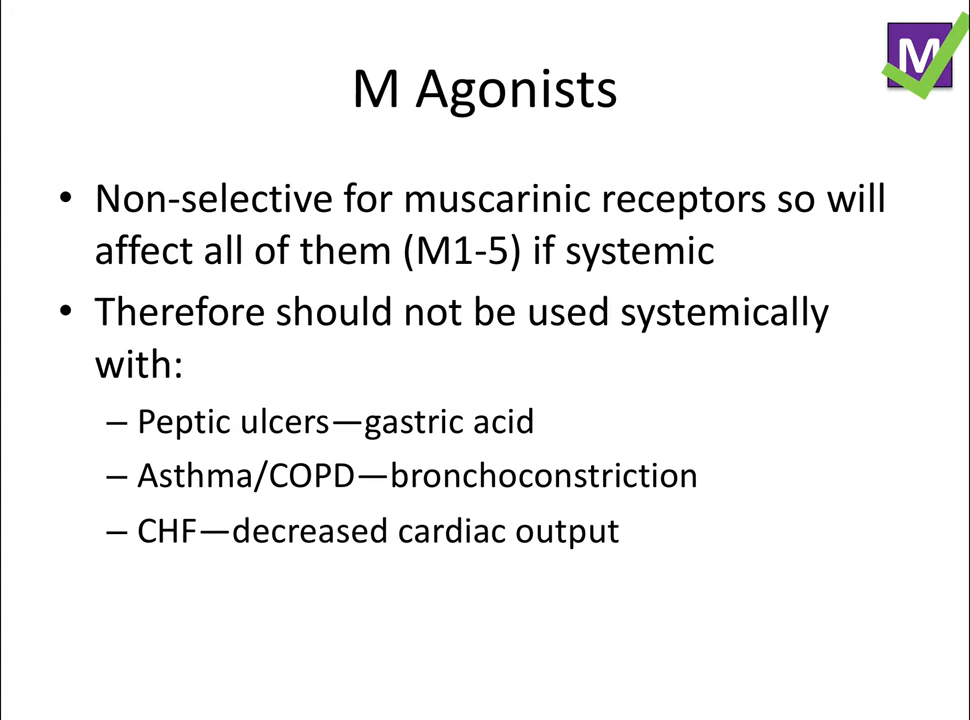 M
M Agonists
• Non-selective for muscarinic receptors so will
affect all of them (M1-5) if systemic
• Therefore should not be used systemically
with:
– Peptic ulcers—gastric acid
– Asthma/COPD—bronchoconstriction
– CHF—decreased cardiac output